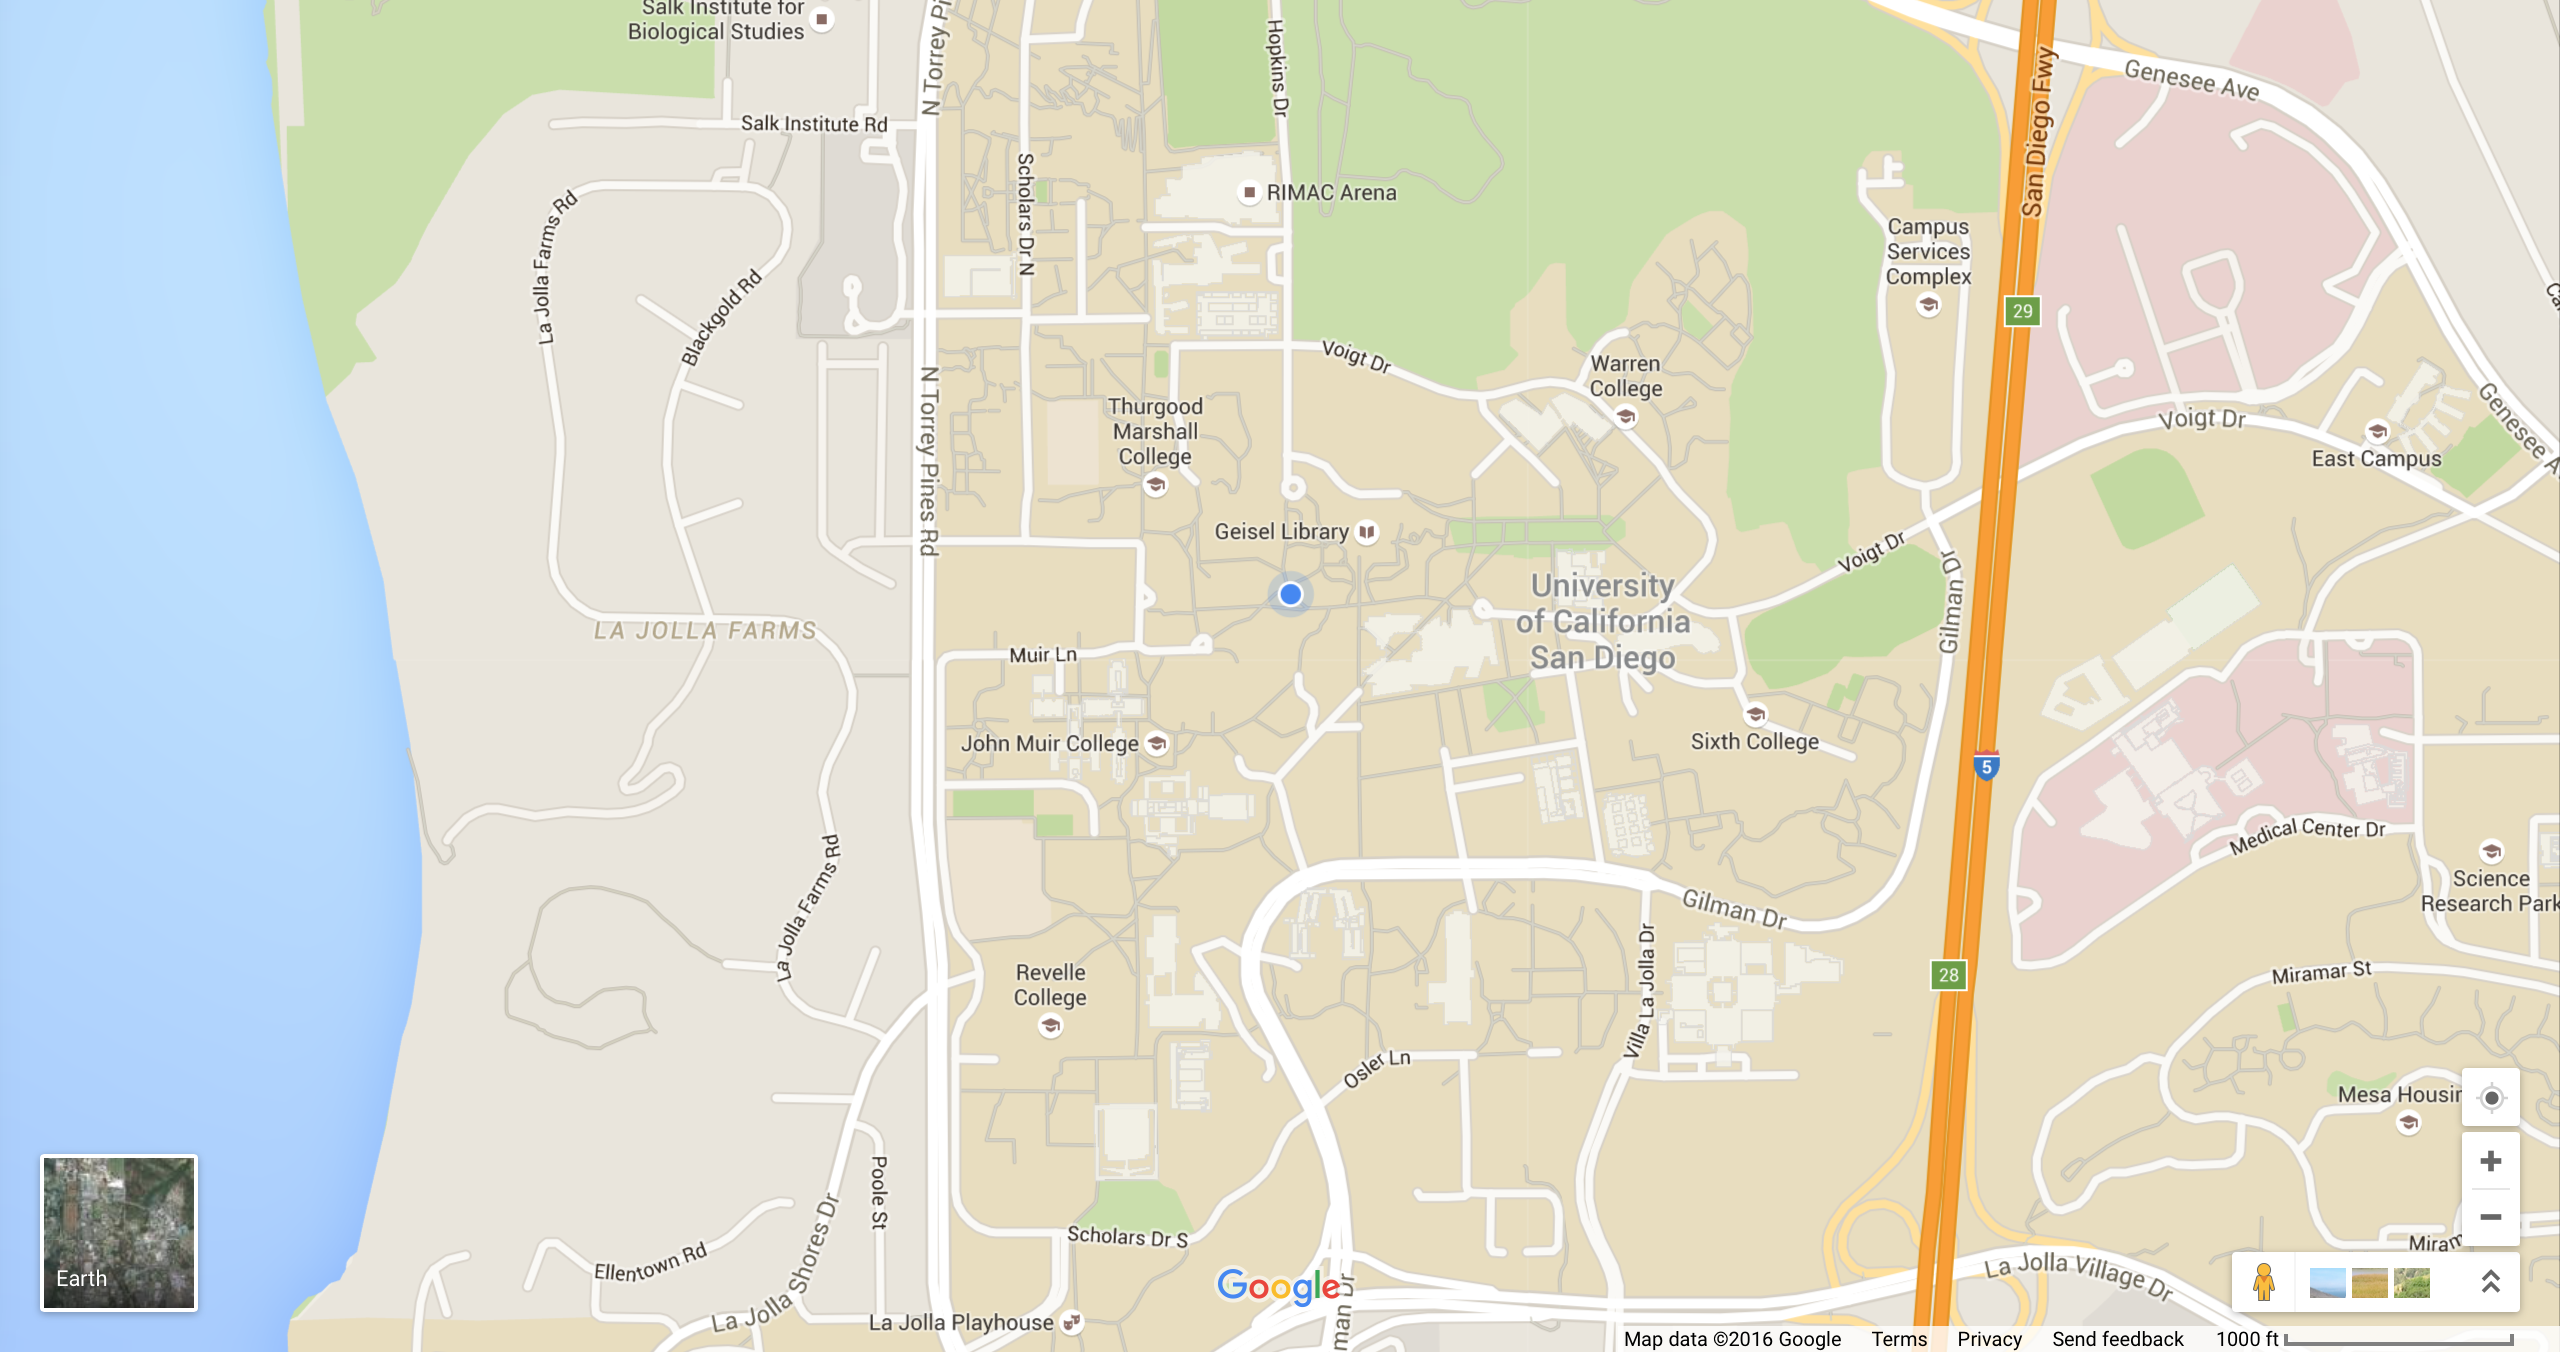 Salk Institute for
Biological Studies
N Torrey Pi
Hopkins Dr
San Diego Fwy
Genesee Ave
Salk Institute Rd
Scholars Dr N
RIMAC Arena
La Jolla Farms Rd
Blackgold Rd
Campus
Services
Complex
29
Voigt Dr
Warren
College
N Torrey Pines Rd
Thurgood
Marshall
College
Voigt Dr
Genesee A
East Campus
Geisel Library
Voigt Dr
Gilman Dr
University
of California
San Diego
LA JOLLA FARMS
Muir Ln
John Muir College
Sixth College
5
La Jolla Farms Rd
Medical Center Dr
Science
Research Park
Gilman Dr
Villa La Jolla Dr
Revelle
College
28
Miramar St
Osler Ln
Mesa Housin
Poole St
La Jolla Shores Dr
Scholars Dr S
Ellentown Rd
Miram
La Jolla Village Dr
Earth
Google
man Dr
La Jolla Playhouse
Map data ©2016 Google Terms Privacy Send feedback 1000 ft